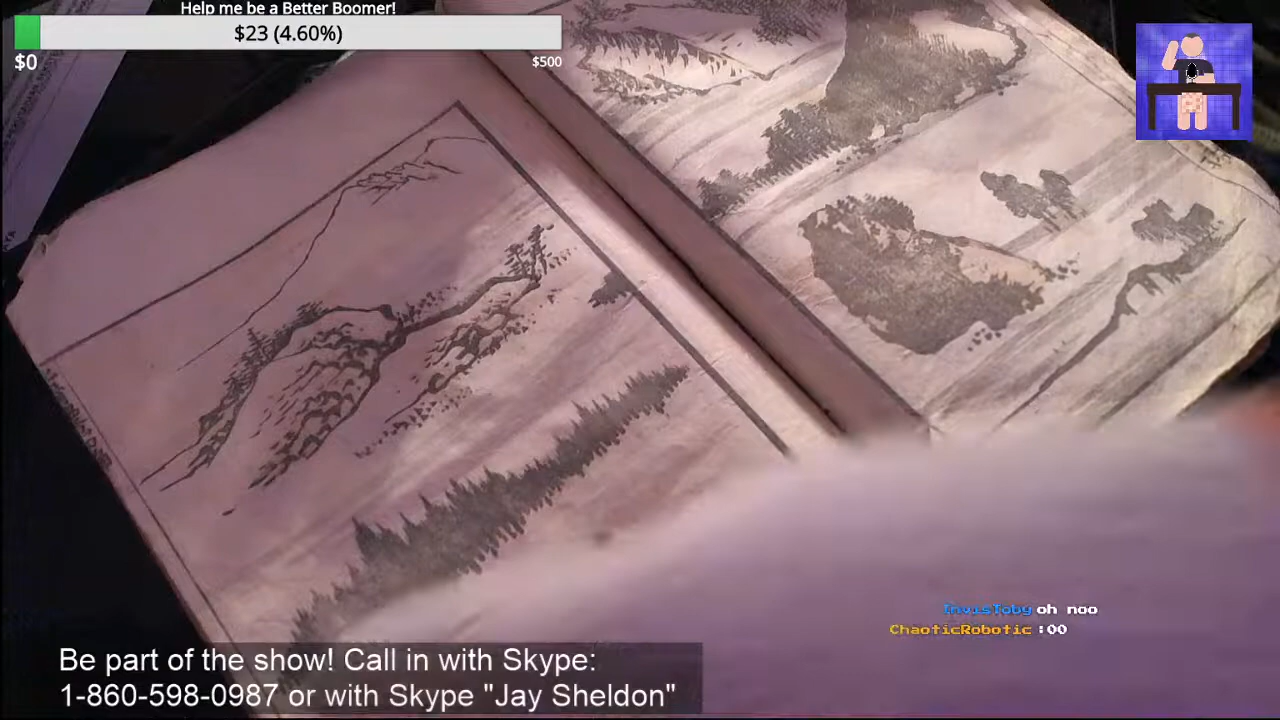 Help me be a Better Boomer!
$23 (4.60%)
$0
$500
InvisToby oh noo
ChaoticRobotic :00
Be part of the show! Call in with Skype:
1-860-598-0987 or with Skype "Jay Sheldon"